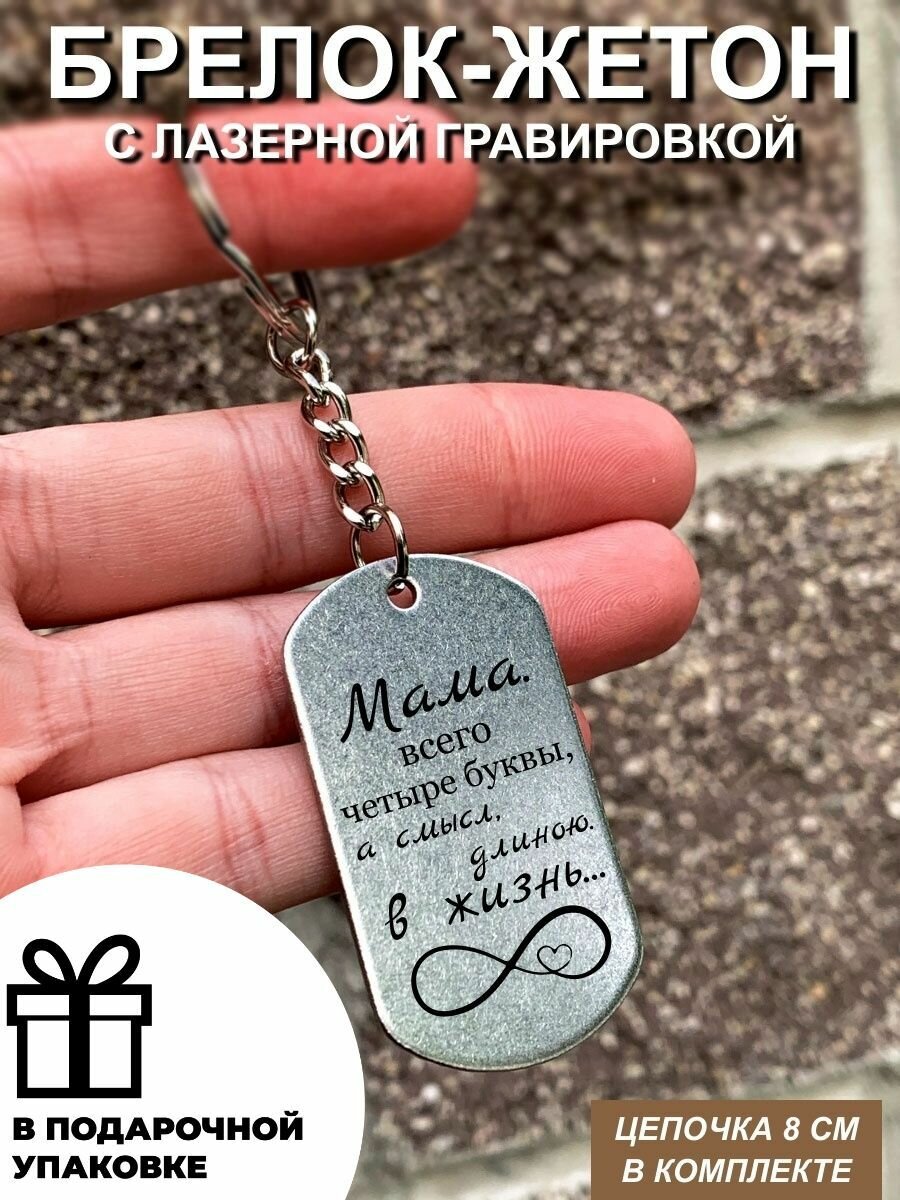 БРЕЛОК-ЖЕТОН
С ЛАЗЕРНОЙ ГРАВИРОВКОЙ
Мама.
всего
четыре буквы,
а смысл,
длиною.
в жизнь...
В ПОДАРОЧНОЙ
УПАКОВКЕ
ЦЕПОЧКА 8 СМ
В КОМПЛЕКТЕ